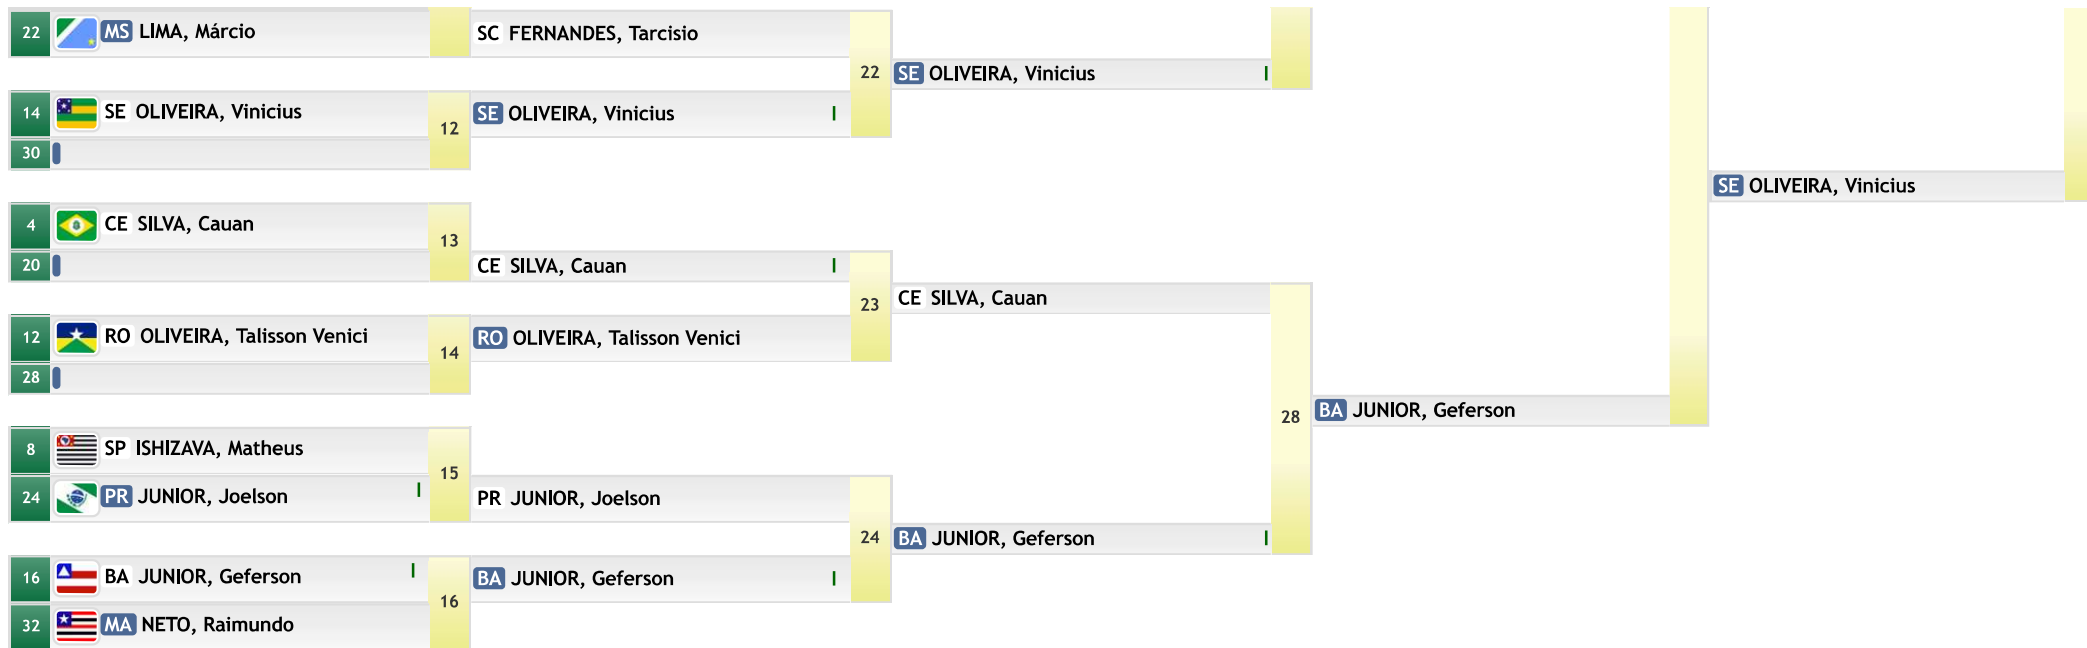 22 MS LIMA, Márcio
SC FERNANDES, Tarcisio
22
SE OLIVEIRA, Vinicius I
14 SE OLIVEIRA, Vinicius
12
SE OLIVEIRA, Vinicius I
30
SE OLIVEIRA, Vinicius
4 CE SILVA, Cauan
13
20
CE SILVA, Cauan I
23
CE SILVA, Cauan
12 RO OLIVEIRA, Talisson Venici
14
RO OLIVEIRA, Talisson Venici
28
28
BA JUNIOR, Geferson
8 SP ISHIZAVA, Matheus
15
24 PR JUNIOR, Joelson I
PR JUNIOR, Joelson
24
BA JUNIOR, Geferson I
16 BA JUNIOR, Geferson I
16
BA JUNIOR, Geferson I
32 MA NETO, Raimundo